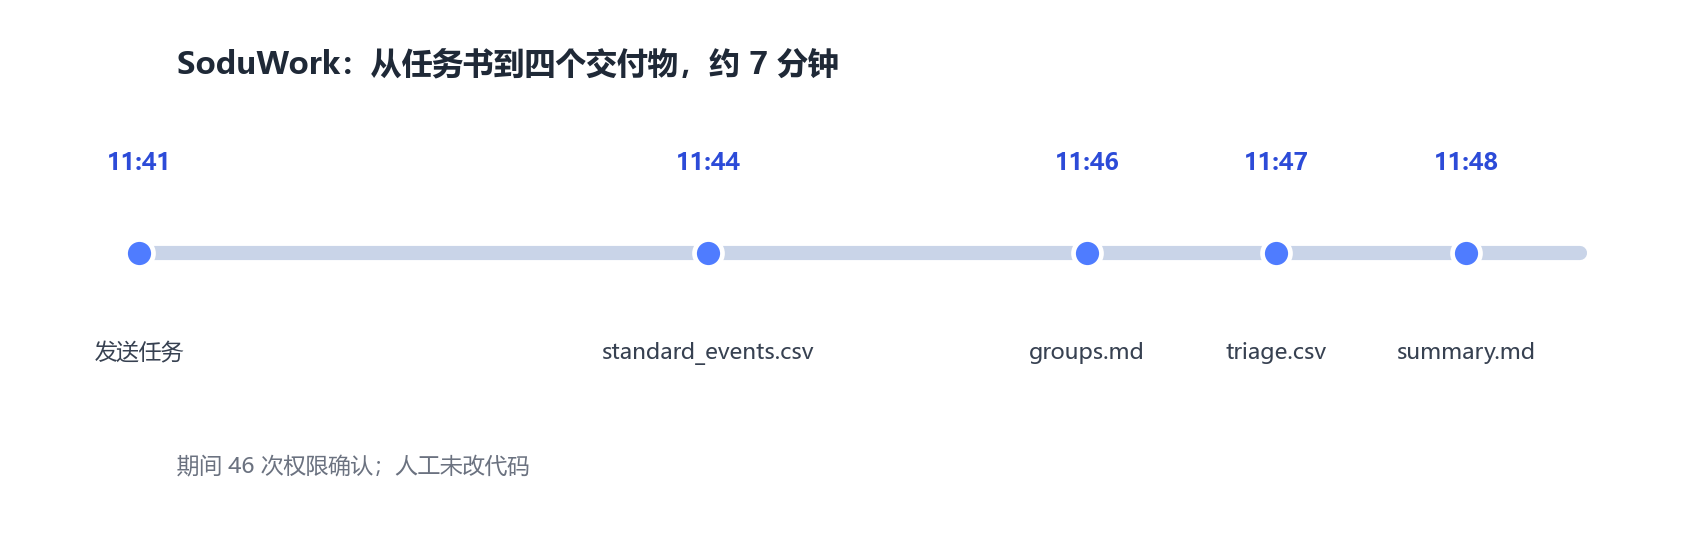 SoduWork：从任务书到四个交付物，约 7 分钟
11:41
11:44
11:46
11:47
11:48
发送任务
standard_events.csv
groups.md
triage.csv
summary.md
期间 46 次权限确认；人工未改代码